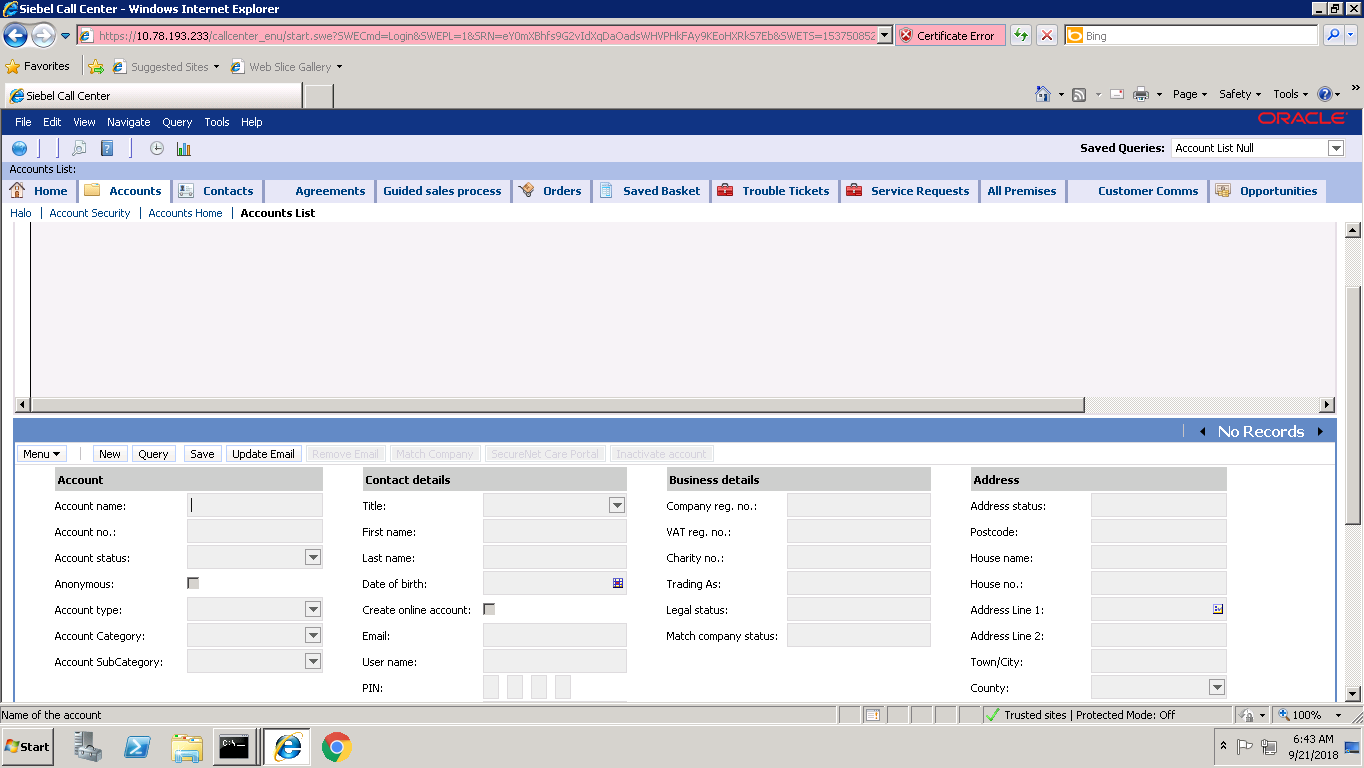 Siebel Call Center - Windows Internet Explorer
https://10.78.193.233/callcenter_enu/start.swe?SWECmd=Login&SWEPL=1&SRN=
Certificate Error
Bing
Favorites
Suggested Sites
Web Slice Gallery
Siebel Call Center
Page
Safety
Tools
File Edit View Navigate Query Tools Help
ORACLE
Saved Queries:
Account List Null
Accounts List:
Home
Accounts
Contacts
Agreements
Guided sales process
Orders
Saved Basket
Trouble Tickets
Service Requests
All Premises
Customer Comms
Opportunities
Halo | Account Security | Accounts Home | Accounts List
No Records
Menu
New
Query
Save
Update Email
Remove Email
Match Company
SecureNet Care Portal
Inactivate account
Account
Account name:
Account no.:
Account status:
Anonymous:
Account type:
Account Category:
Account SubCategory:
Contact details
Title:
First name:
Last name:
Date of birth:
Create online account:
Email:
User name:
PIN:
Business details
Company reg. no.:
VAT reg. no.:
Charity no.:
Trading As:
Legal status:
Match company status:
Address
Address status:
Postcode:
House name:
House no.:
Address Line 1:
Address Line 2:
Town/City:
County:
Name of the account
Trusted sites | Protected Mode: Off
100%
Start
C:\.
6:43 AM
9/21/2018